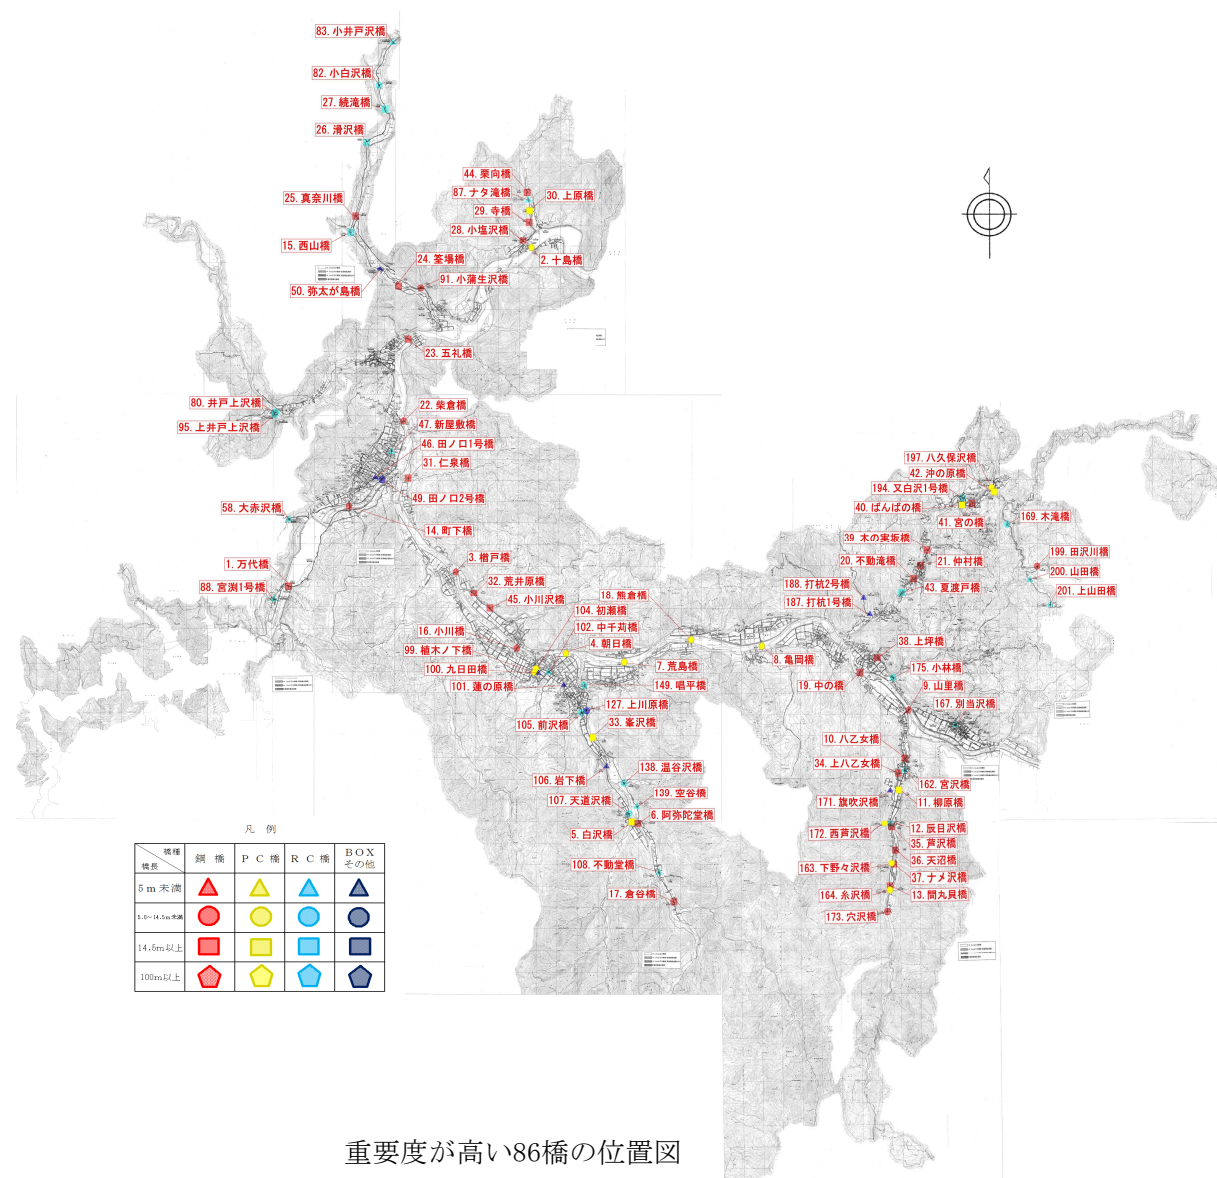 83. 小井戸沢橋
82. 小白沢橋
27. 続滝橋
26. 滑沢橋
44. 栗向橋
87. ナタ滝橋
30. 上原橋
25. 真奈川橋
29. 寺橋
28. 小塩沢橋
15. 西山橋
24. 筌場橋
2. 十島橋
91. 小蒲生沢橋
50. 弥太が島橋
23. 五礼橋
80. 井戸上沢橋
22. 柴倉橋
95. 上井戸上沢橋
47. 新屋敷橋
46. 田ノ口1号橋
31. 仁泉橋
197. 八久保沢橋
42. 沖の原橋
194. 又白沢1号橋
49. 田ノ口2号橋
40. ばんばの橋
58. 大赤沢橋
169. 木滝橋
41. 宮の橋
14. 町下橋
39. 木の実坂橋
199. 田沢川橋
3. 楢戸橋
20. 不動滝橋
21. 仲村橋
1. 万代橋
200. 山田橋
32. 荒井原橋
188. 打杭2号橋
88. 宮渕1号橋
43. 夏渡戸橋
201. 上山田橋
18. 熊倉橋
45. 小川沢橋
187. 打杭1号橋
104. 初瀬橋
102. 中千苅橋
16. 小川橋
4. 朝日橋
38. 上坪橋
99. 植木ノ下橋
8. 亀岡橋
7. 荒島橋
175. 小林橋
100. 九日田橋
19. 中の橋
101. 蓮の原橋
149. 唱平橋
9. 山里橋
127. 上川原橋
167. 別当沢橋
105. 前沢橋
33. 峯沢橋
10. 八乙女橋
138. 温谷沢橋
34. 上八乙女橋
106. 岩下橋
162. 宮沢橋
139. 空谷橋
107. 天道沢橋
171. 旗吹沢橋
11. 柳原橋
6. 阿弥陀堂橋
5. 白沢橋
172. 西芦沢橋
12. 辰日沢橋
35. 芦沢橋
108. 不動堂橋
163. 下野々沢橋
36. 天沼橋
37. ナメ沢橋
17. 倉谷橋
164. 糸沢橋
13. 間丸貝橋
173. 穴沢橋
凡 例
橋種
橋長
鋼 橋
P C 橋
R C 橋
BOX
その他
5m未満
5.0～14.5m未満
14.5m以上
100m以上
重要度が高い86橋の位置図